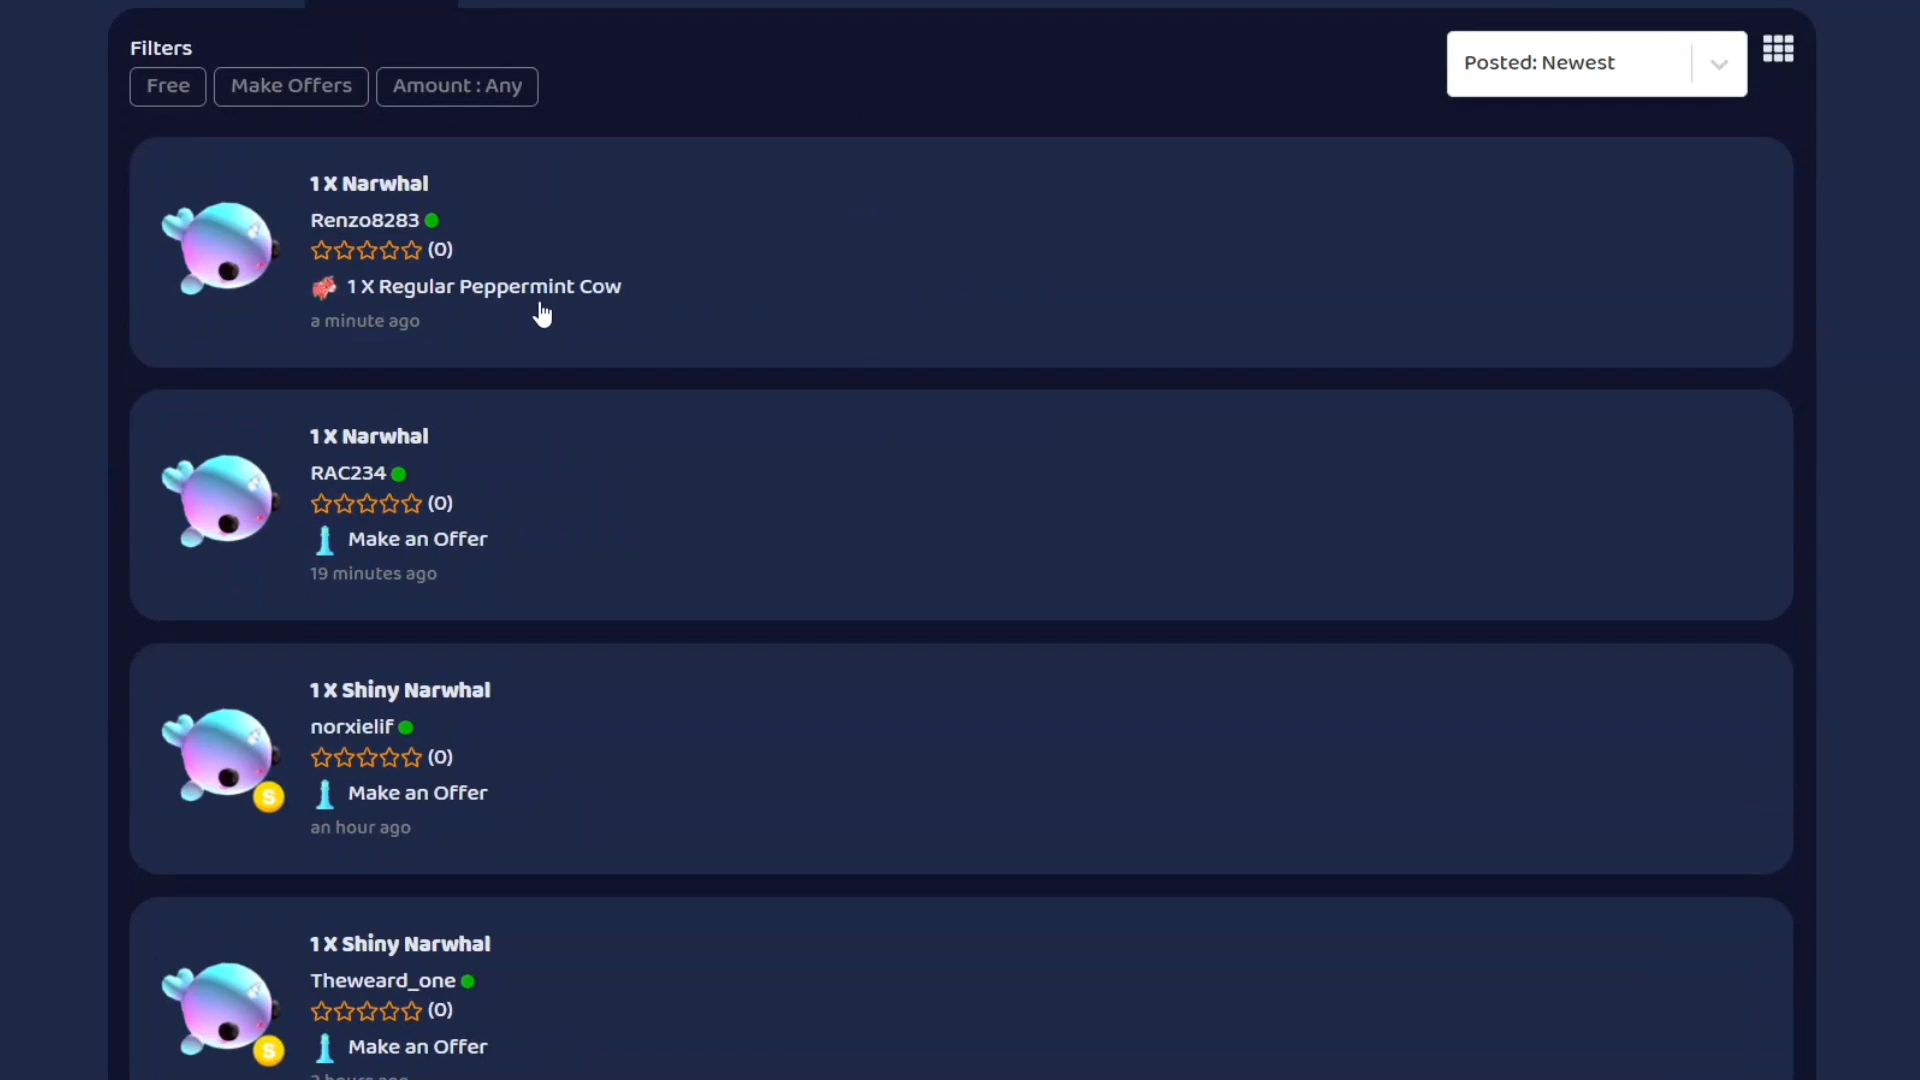 Filters
Posted: Newest
Free
Make Offers
Amount : Any
1 X Narwhal
Renzo8283
(0)
1 X Regular Peppermint Cow
a minute ago
1 X Narwhal
RAC234
(0)
Make an Offer
19 minutes ago
1 X Shiny Narwhal
norxielif
(0)
Make an Offer
S
an hour ago
1 X Shiny Narwhal
Theweard_one
(0)
Make an Offer
S
hours ago